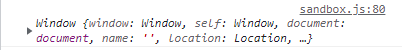 sandbox.js:80
Window {window: Window, self: Window, document:
document, name: '', location: Location, …}